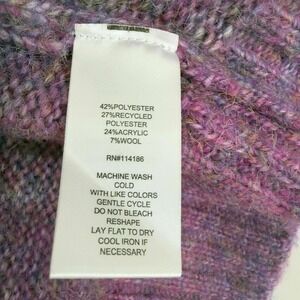 42%POLYESTER
27%RECYCLED
POLYESTER
24%ACRYLIC
7%WOOL
RN#114186
MACHINE WASH
COLD
WITH LIKE COLORS
GENTLE CYCLE
DO NOT BLEACH
RESHAPE
LAY FLAT TO DRY
COOL IRON IF
NECESSARY